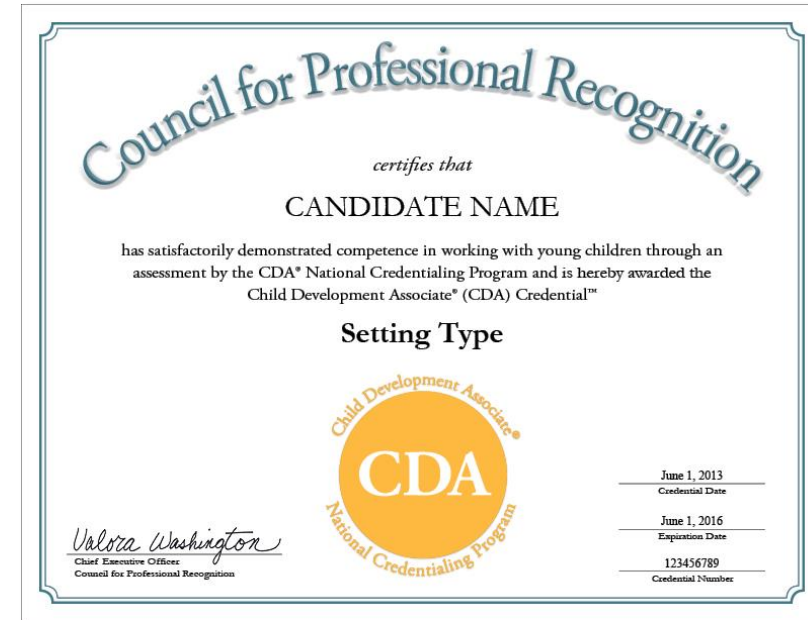 Council for Professional Recognition
certifies that
CANDIDATE NAME
has satisfactorily demonstrated competence in working with young children through an
assessment by the CDA® National Credentialing Program and is hereby awarded the
Child Development Associate® (CDA) Credential™
Setting Type
Child Development Associate®
CDA
National Credentialing Program
Valora Washington
Chief Executive Officer
Council for Professional Recognition
June 1, 2013
Credential Date
June 1, 2016
Expiration Date
123456789
Credential Number